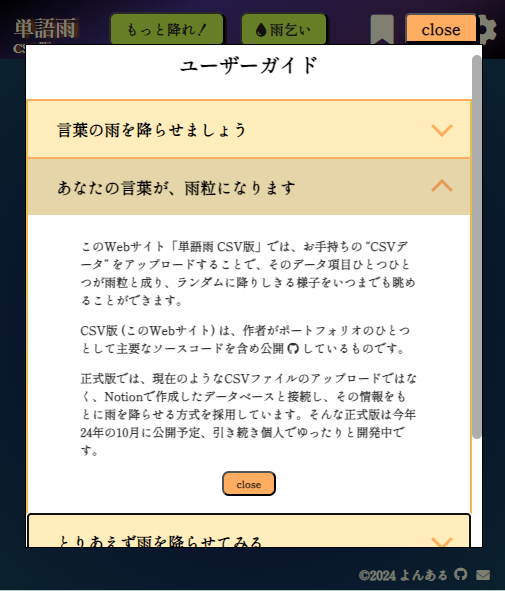 単語雨
もっと降れ！
雨乞い
close
ユーザーガイド
言葉の雨を降らせましょう
あなたの言葉が、雨粒になります
このWebサイト「単語雨 CSV版」では、お手持ちの “CSVデ
ータ” をアップロードすることで、そのデータ項目ひとつひと
つが雨粒と成り、ランダムに降りしきる様子をいつまでも眺め
ることができます。
CSV版 (このWebサイト) は、作者がポートフォリオのひとつ
として主要なソースコードを含め公開 しているものです。
正式版では、現在のようなCSVファイルのアップロードではな
く、Notionで作成したデータベースと接続し、その情報をも
とに雨を降らせる方式を採用しています。そんな正式版は今年
24年の10月に公開予定、引き続き個人でゆったりと開発中で
す。
close
とりあえず雨を降らせてみる
©2024 よんある